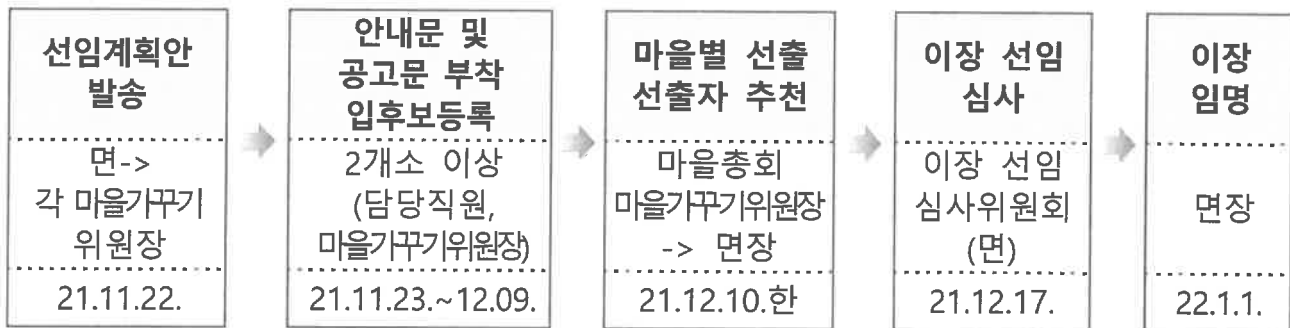 선임계획안
발송
면->
각 마을가꾸기
위원장
21.11.22.
안내문 및
공고문 부착
입후보등록
2개소 이상
(담당직원,
마을가꾸기위원장)
21.11.23.~12.09.
마을별 선출
선출자 추천
마을총회
마을가꾸기위원장
-> 면장
21.12.10.한
이장 선임
심사
이장 선임
심사위원회
(면)
21.12.17.
이장
임명
면장
22.1.1.